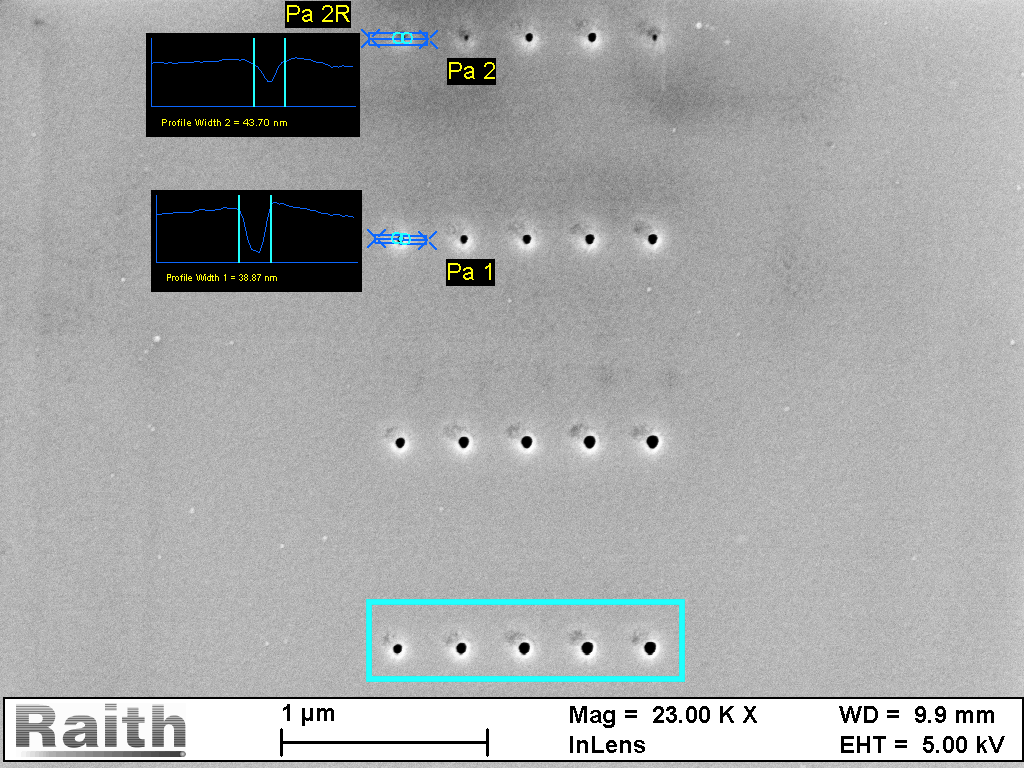 Pa 2R
Pa 2
Profile Width 2 = 43.70 nm
Pa 1
Profile Width 1 = 38.87 nm
Raith
1 µm
Mag = 23.00 K X
WD = 9.9 mm
InLens
EHT = 5.00 kV